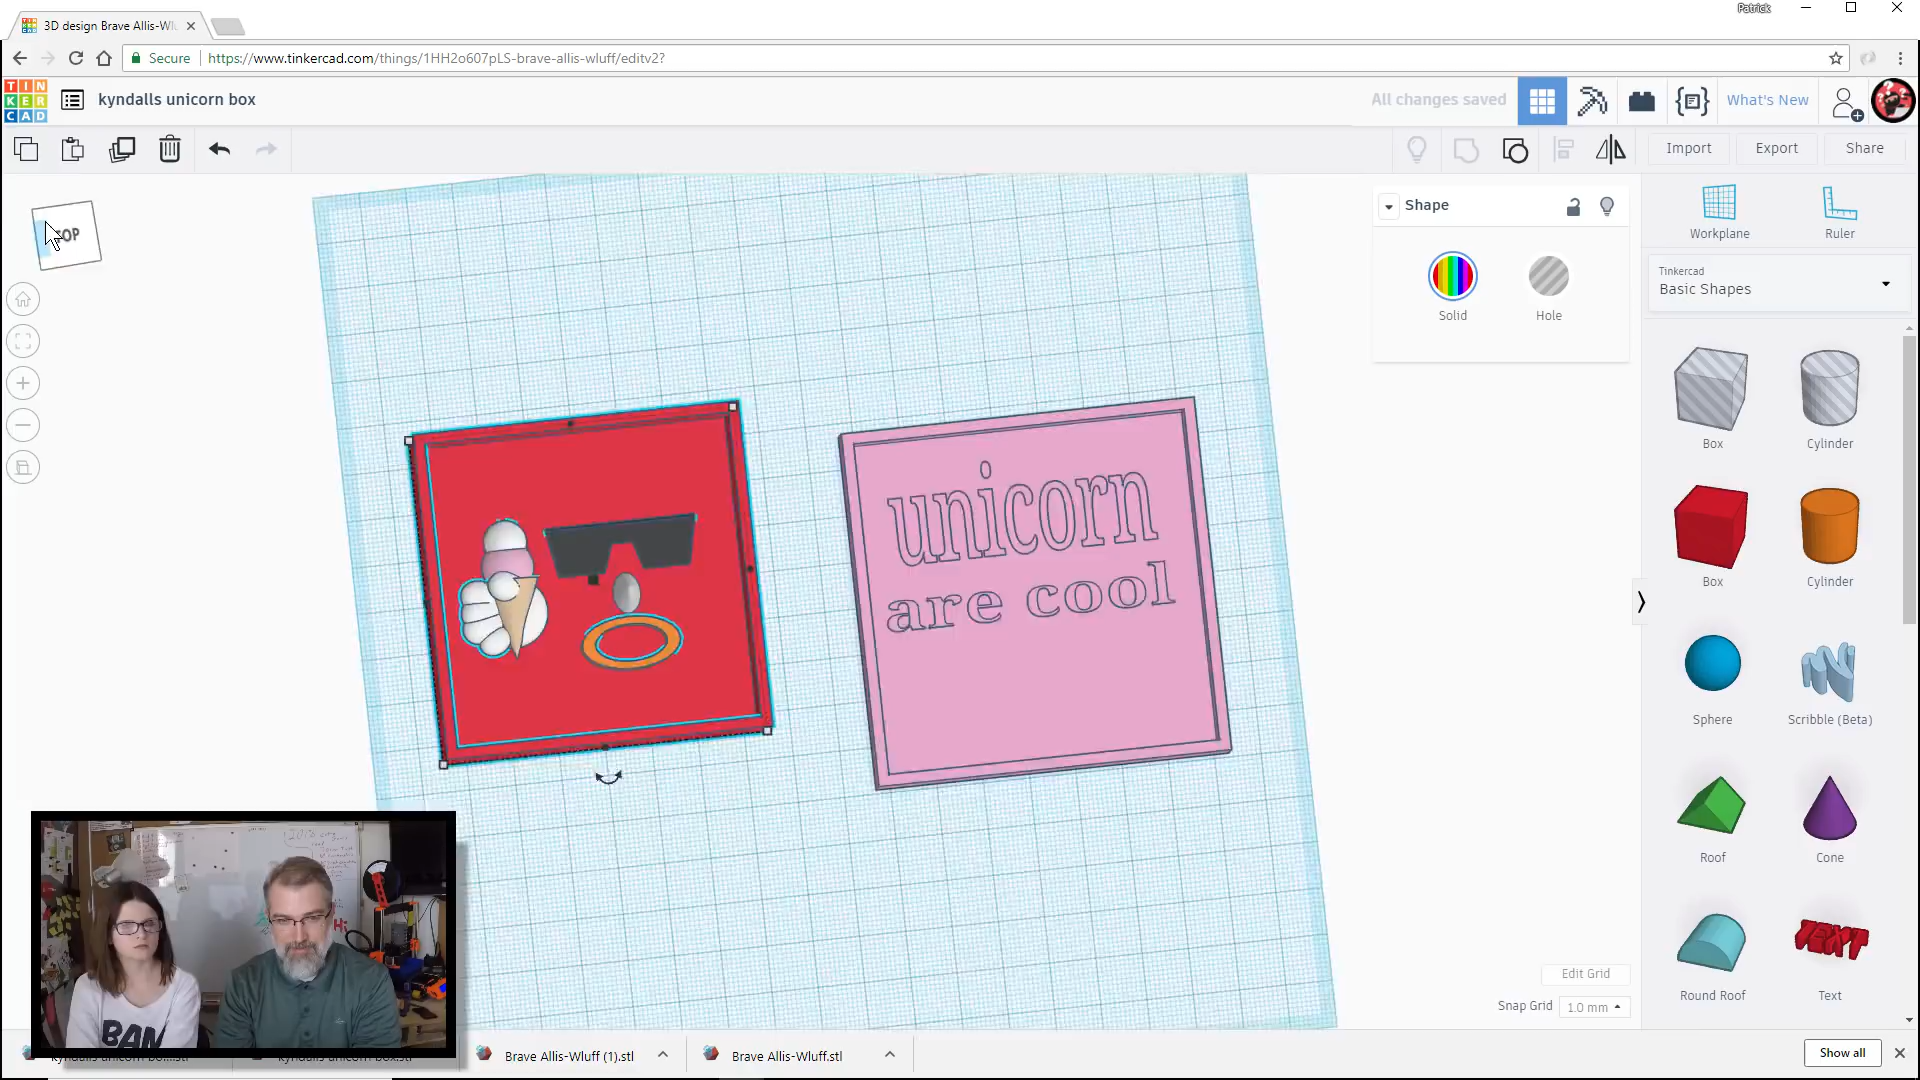 Patrick
3D design Brave Allis-Wl
Secure
https://www.tinkercad.com/things/1HH2o607pLS-brave-allis-wluff/editv2?
TIN
KER
CAD
kyndalls unicorn box
All changes saved
What's New
Import
Export
Share
TOP
Shape
Solid
Hole
Workplane
Ruler
Tinkercad
Basic Shapes
Box
Cylinder
Box
Cylinder
Sphere
Scribble (Beta)
Roof
Cone
TEXT
Round Roof
Text
unicorn
are cool
BAM
Edit Grid
Snap Grid
1.0 mm
Brave Allis-Wluff (1).stl
Brave Allis-Wluff.stl
Show all